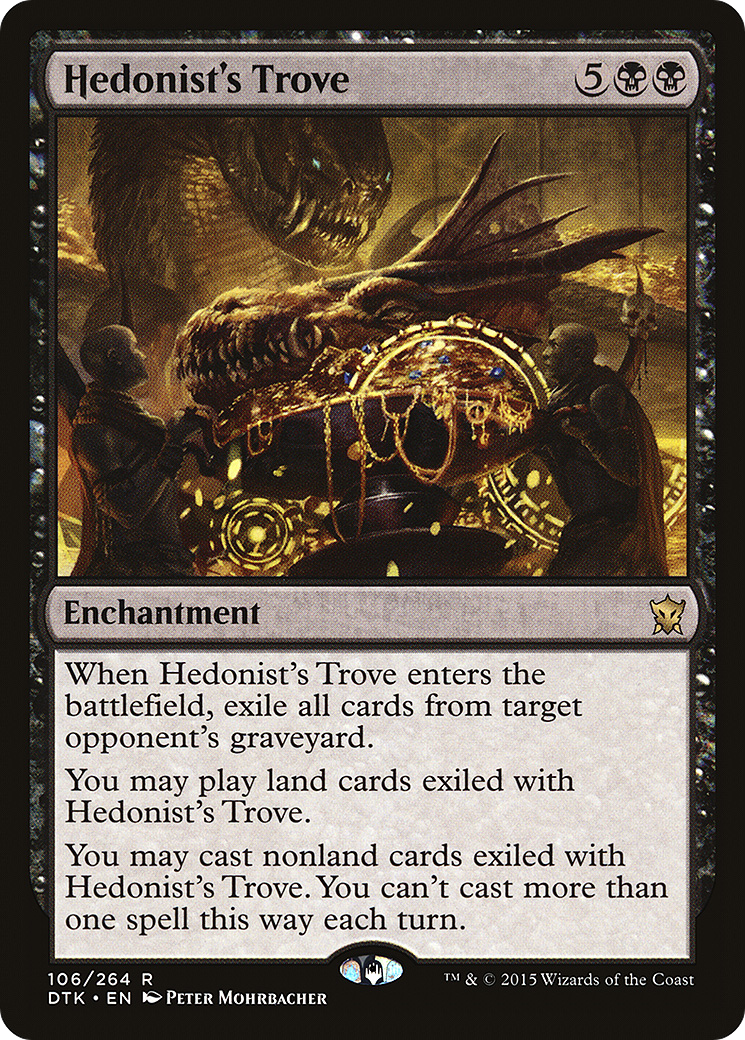 Hedonist's Trove 5
Enchantment
When Hedonist's Trove enters the
battlefield, exile all cards from target
opponent's graveyard.
You may play land cards exiled with
Hedonist's Trove.
You may cast nonland cards exiled with
Hedonist's Trove. You can't cast more than
one spell this way each turn.
106/264 R
DTK • EN Peter Mohrbacher
™ & © 2015 Wizards of the Coast